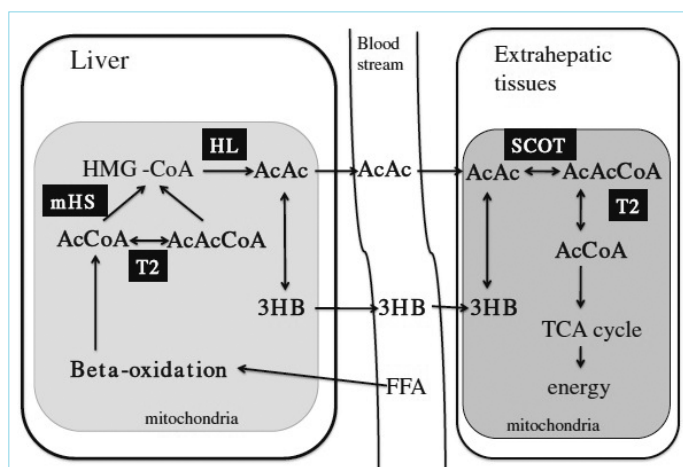 Liver
Blood
stream
Extrahepatic
tissues
HL
HMG -CoA
AcAc
AcAc
AcAc
SCOT
AcAcCoA
mHS
AcCoA
AcAcCoA
T2
T2
AcCoA
3HB
3HB
3HB
TCA cycle
Beta-oxidation
FFA
energy
mitochondria
mitochondria